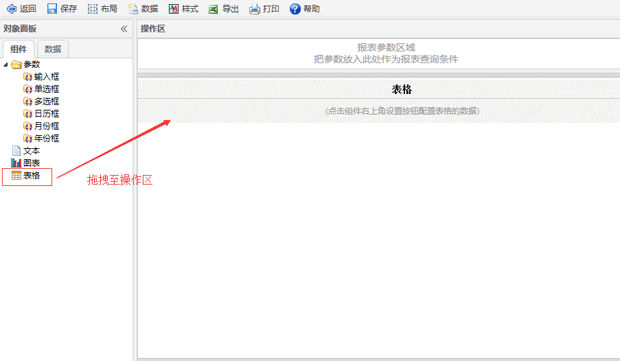 返回 保存 布局 数据 样式 导出 打印 帮助
对象面板
操作区
组件 数据
参数
输入框
单选框
多选框
日历框
月份框
年份框
文本
图表
表格
拖拽至操作区
报表参数区域
把参数放入此处作为报表查询条件
表格
(点击组件右上角设置按钮配置表格的数据)